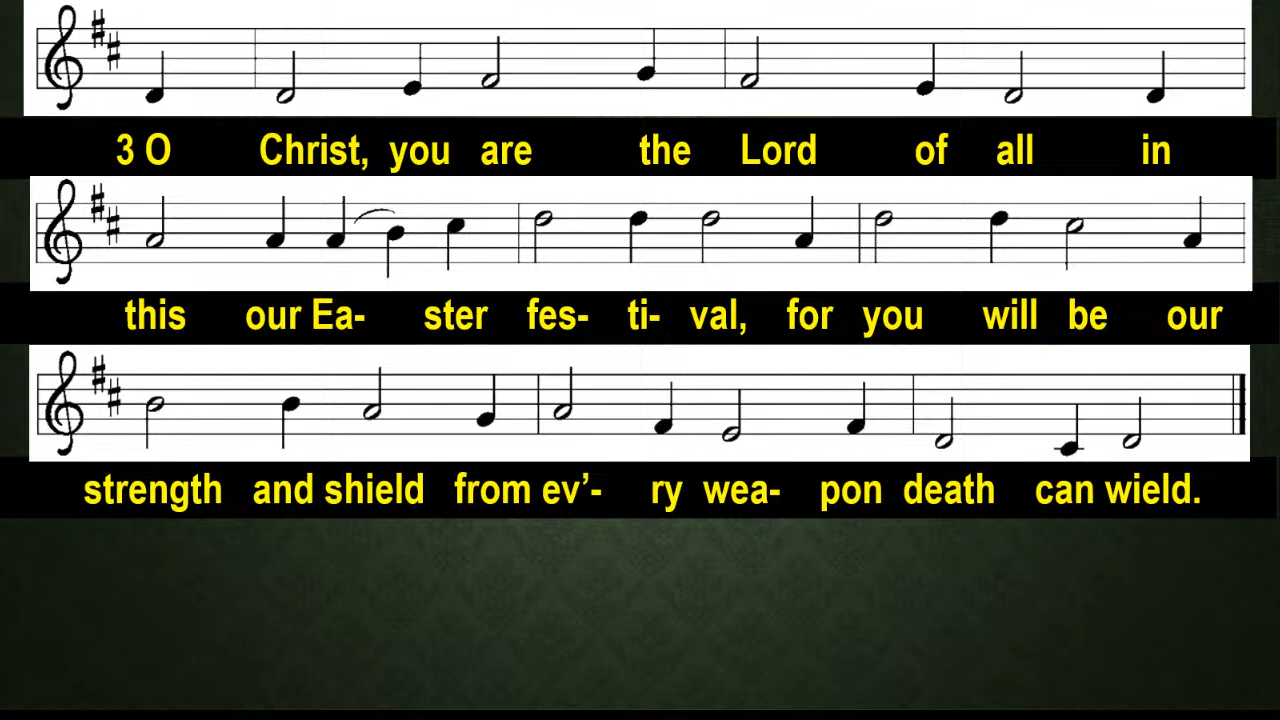 3 O Christ, you are the Lord of all in
this our Ea- ster fes- ti- val, for you will be our
strength and shield from ev’- ry wea- pon death can wield.